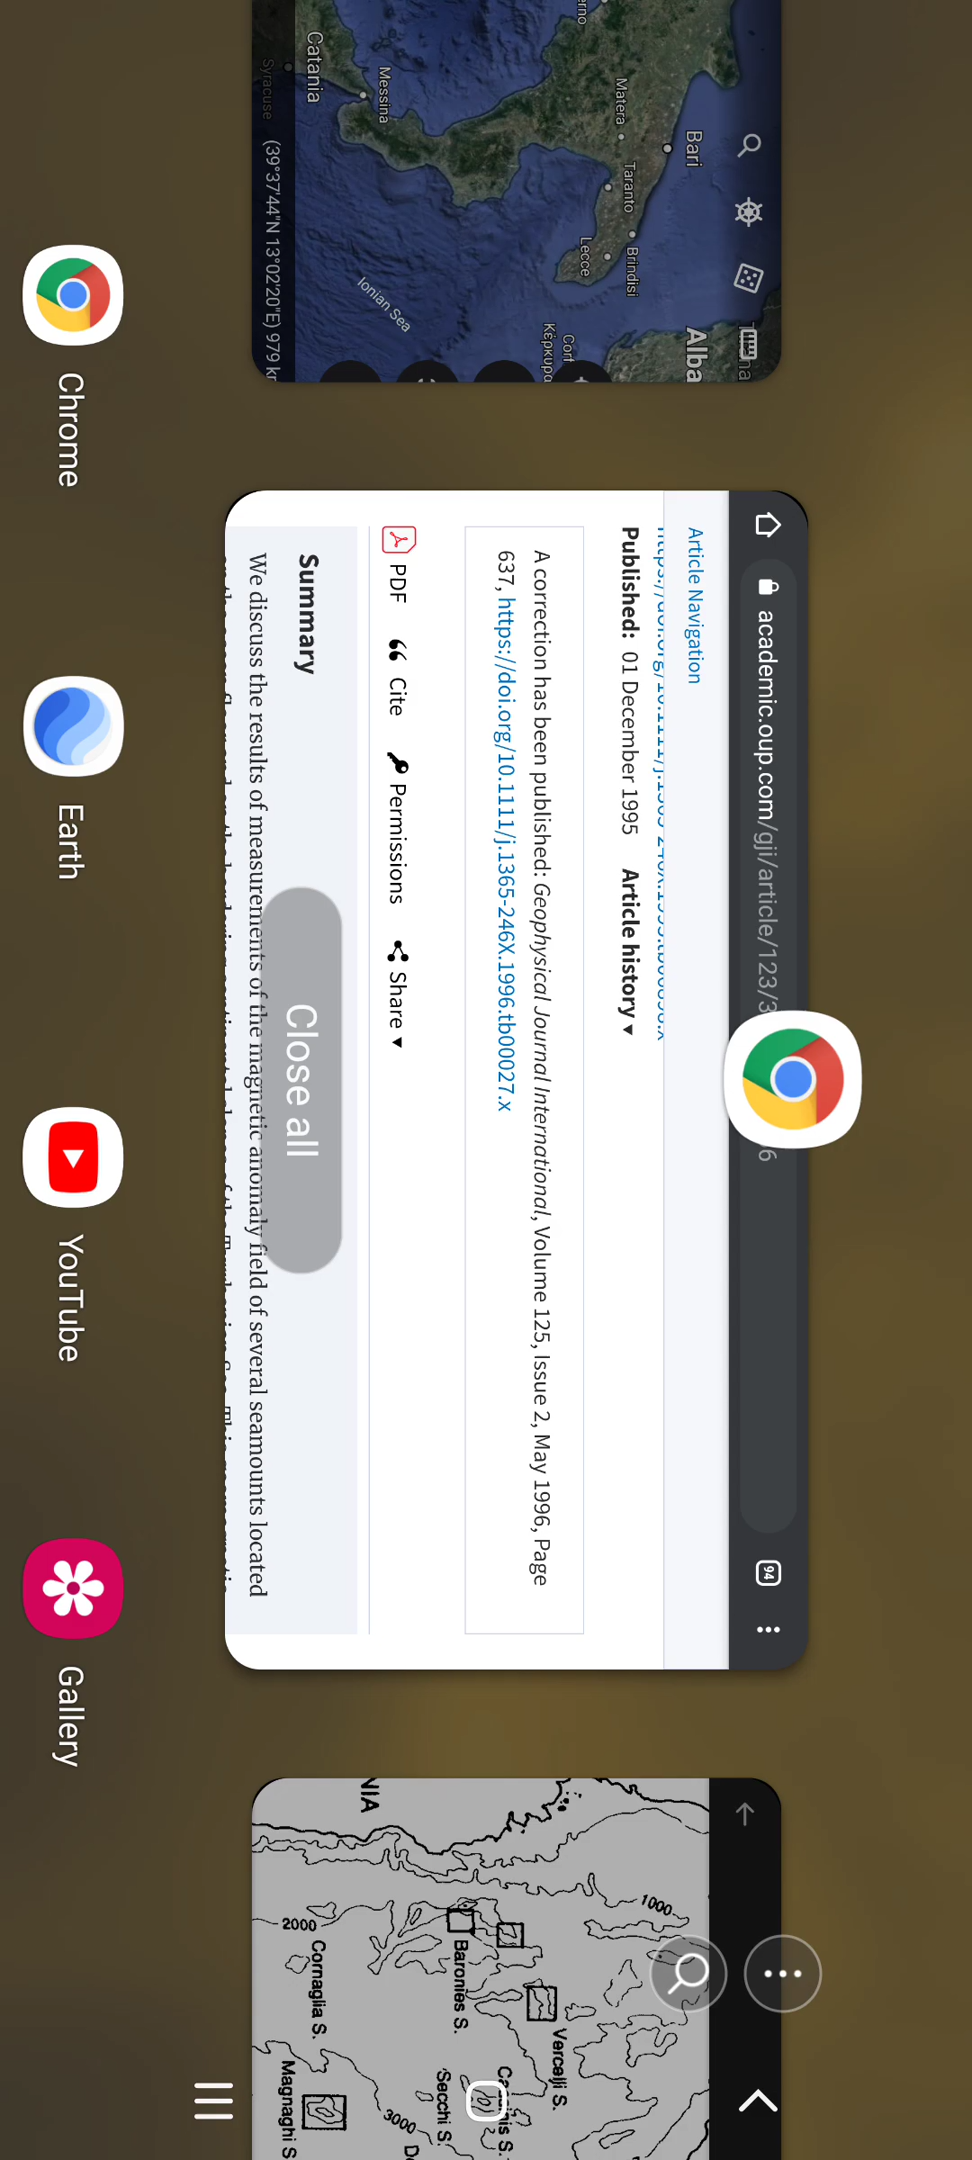 Bari
Matera
Taranto
Brindisi
Lecce
Messina
Catania
Syracuse
Ionian Sea
Κέρκυρα
Alba
(39°37'44"N 13°02'20"E) 979 k
academic.oup.com/gji/article/123/3
6
94
Article Navigation
Published: 01 December 1995 Article history ▾
A correction has been published: Geophysical Journal International, Volume 125, Issue 2, May 1996, Page
637, https://doi.org/10.1111/j.1365-246X.1996.tb00027.x
PDF Cite Permissions Share ▾
Summary
We discuss the results of measurements of the magnetic anomaly field of several seamounts located
Close all
NIA
1000
2000
3000
Cornaglia S.
Baronies S.
Vercelli S.
Secchi S.
Magnaghi S
Chrome
Earth
YouTube
Gallery